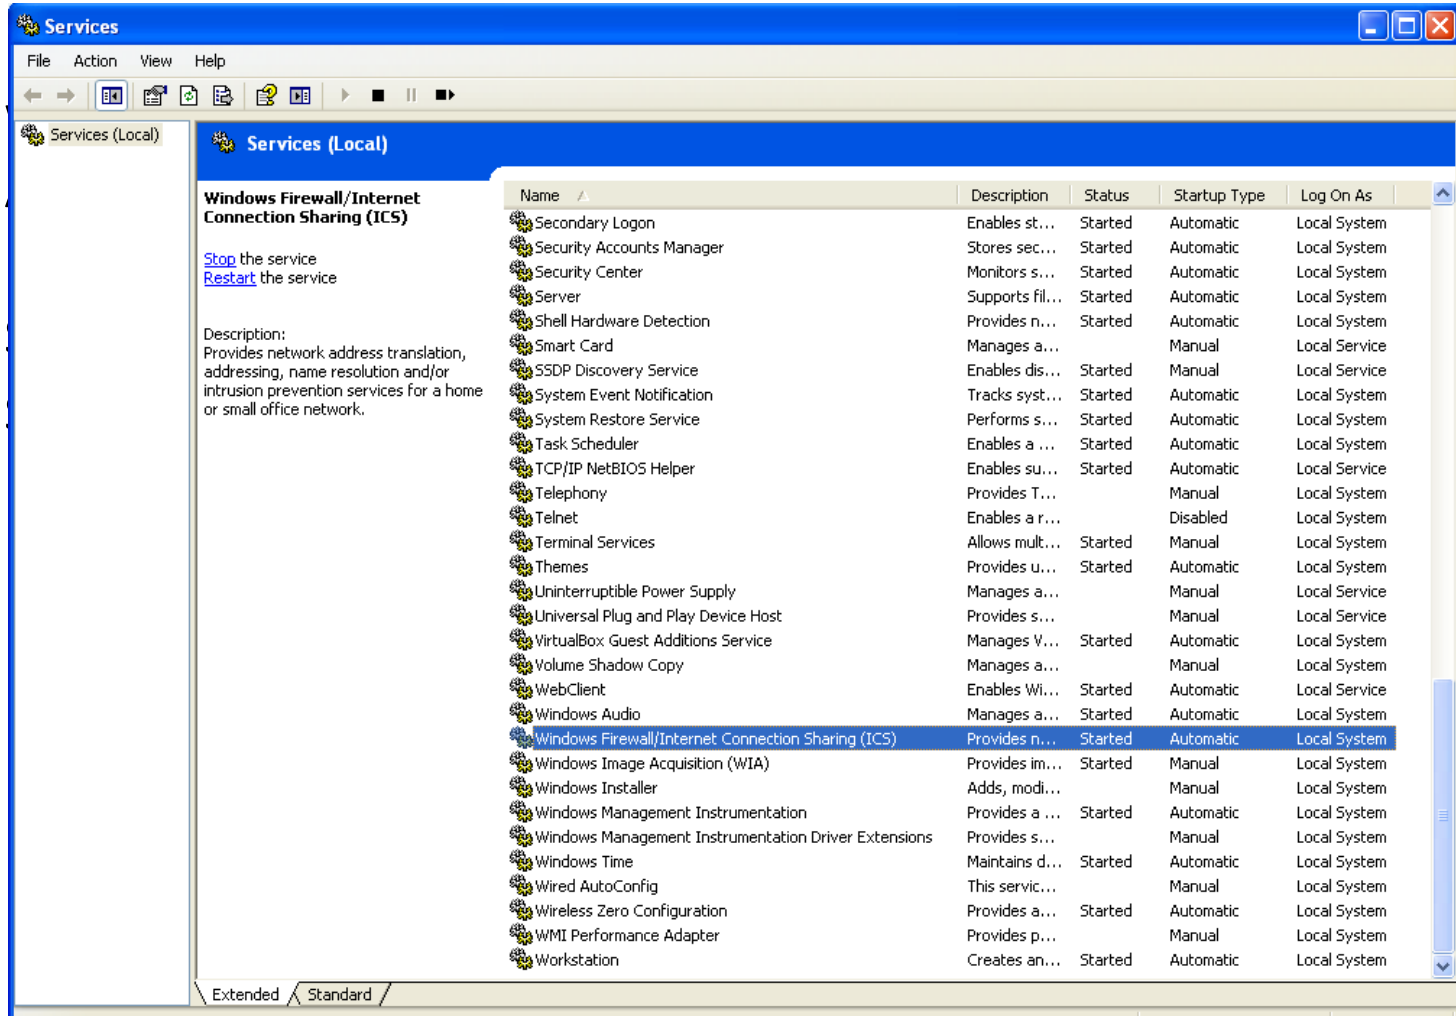 Services
File Action View Help
Services (Local)
Services (Local)
Windows Firewall/Internet
Connection Sharing (ICS)
Stop the service
Restart the service
Description:
Provides network address translation,
addressing, name resolution and/or
intrusion prevention services for a home
or small office network.
Name Description Status Startup Type Log On As
Secondary Logon Enables st... Started Automatic Local System
Security Accounts Manager Stores sec... Started Automatic Local System
Security Center Monitors s... Started Automatic Local System
Server Supports fil... Started Automatic Local System
Shell Hardware Detection Provides n... Started Automatic Local System
Smart Card Manages a... Manual Local Service
SSDP Discovery Service Enables dis... Started Manual Local Service
System Event Notification Tracks syst... Started Automatic Local System
System Restore Service Performs s... Started Automatic Local System
Task Scheduler Enables a ... Started Automatic Local System
TCP/IP NetBIOS Helper Enables su... Started Automatic Local Service
Telephony Provides T... Manual Local System
Telnet Enables a r... Disabled Local System
Terminal Services Allows mult... Started Manual Local System
Themes Provides u... Started Automatic Local System
Uninterruptible Power Supply Manages a... Manual Local Service
Universal Plug and Play Device Host Provides s... Manual Local Service
VirtualBox Guest Additions Service Manages V... Started Automatic Local System
Volume Shadow Copy Manages a... Manual Local System
WebClient Enables Wi... Started Automatic Local Service
Windows Audio Manages a... Started Automatic Local System
Windows Firewall/Internet Connection Sharing (ICS) Provides n... Started Automatic Local System
Windows Image Acquisition (WIA) Provides im... Started Manual Local System
Windows Installer Adds, modi... Manual Local System
Windows Management Instrumentation Provides a ... Started Automatic Local System
Windows Management Instrumentation Driver Extensions Provides s... Manual Local System
Windows Time Maintains d... Started Automatic Local System
Wired AutoConfig This servic... Manual Local System
Wireless Zero Configuration Provides a... Started Automatic Local System
WMI Performance Adapter Provides p... Manual Local System
Workstation Creates an... Started Automatic Local System
Extended Standard